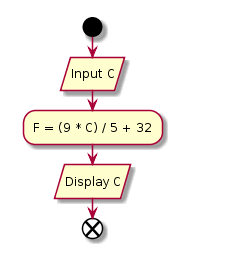 Input C
F = (9 * C) / 5 + 32
Display C